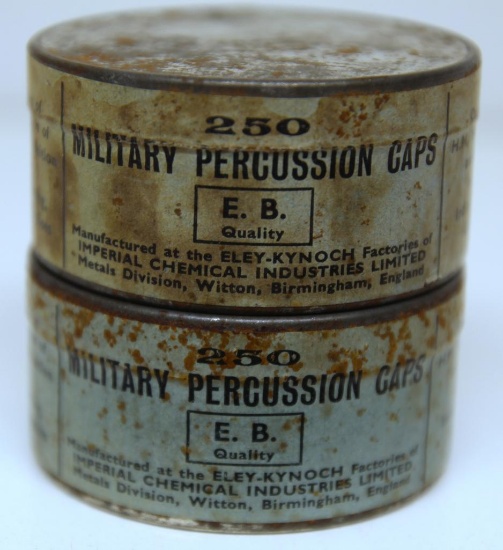 250
MILITARY PERCUSSION CAPS
E. B.
Quality
Manufactured at the ELEY-KYNOCH Factories of
IMPERIAL CHEMICAL INDUSTRIES LIMITED
Metals Division, Witton, Birmingham, England
250
MILITARY PERCUSSION CAPS
E. B.
Quality
Manufactured at the ELEY-KYNOCH Factories of
IMPERIAL CHEMICAL INDUSTRIES LIMITED
Metals Division, Witton, Birmingham, England